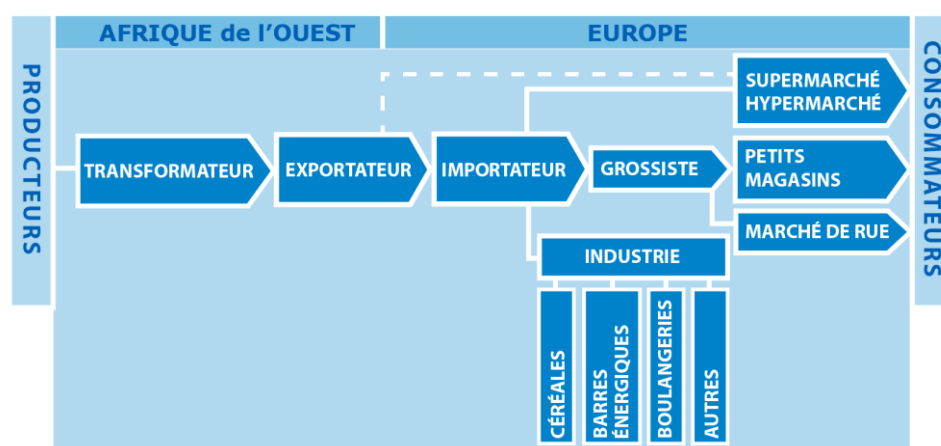 AFRIQUE de l'OUEST
EUROPE
PRODUCTEURS
TRANSFORMATEUR
EXPORTATEUR
IMPORTATEUR
GROSSISTE
SUPERMARCHÉ
HYPERMARCHÉ
PETITS
MAGASINS
MARCHÉ DE RUE
INDUSTRIE
CÉRÉALES
BARRES
ÉNERGIQUES
BOULANGERIES
AUTRES
CONSOMMATEURS